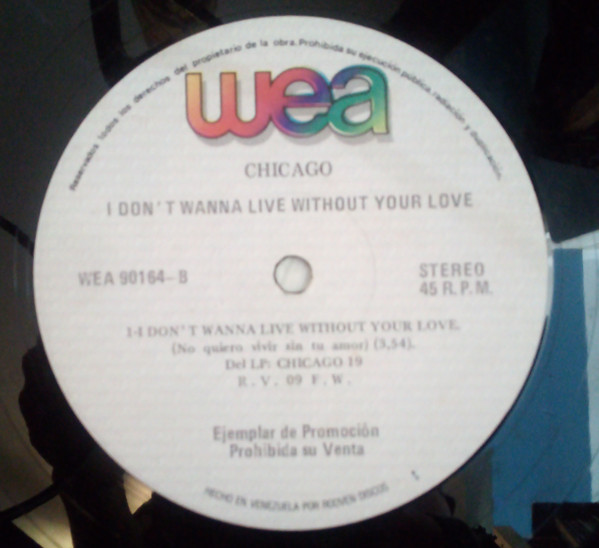 Reservados todos los derechos del propietario de la obra. Prohibida su ejecución pública, radiación y
wea
CHICAGO
I DON'T WANNA LIVE WITHOUT YOUR LOVE
WEA 90164-B
STEREO
45 R.P.M.
1-I DON'T WANNA LIVE WITHOUT YOUR LOVE.
(No quiero vivir sin tu amor) (3,54).
Del LP: CHICAGO 19
R. V. 09 F. W.
Ejemplar de Promoción
Prohibida su Venta
HECHO EN VENEZUELA POR RODVEN DISCOS